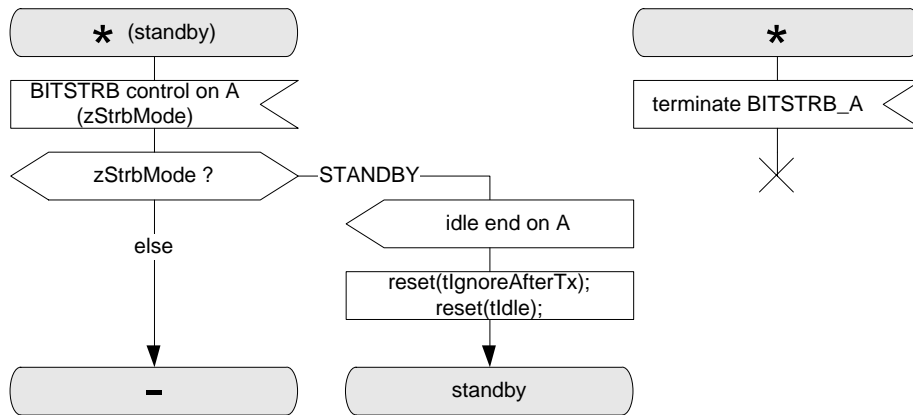 * (standby)
BITSTRB control on A
(zStrbMode)
zStrbMode ?
STANDBY
else
idle end on A
reset(tIgnoreAfterTx);
reset(tIdle);
-
standby
*
terminate BITSTRB_A